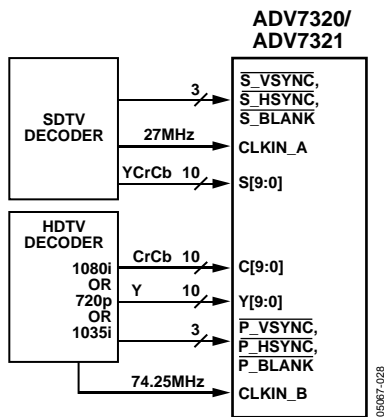 ADV7320/
ADV7321
SDTV
DECODER
3
S_VSYNC,
S_HSYNC,
S_BLANK
27MHz
CLKIN_A
YCrCb 10
S[9:0]
HDTV
DECODER
1080i
OR
720p
OR
1035i
CrCb 10
C[9:0]
Y 10
Y[9:0]
3
P_VSYNC,
P_HSYNC,
P_BLANK
74.25MHz
CLKIN_B
05067-028